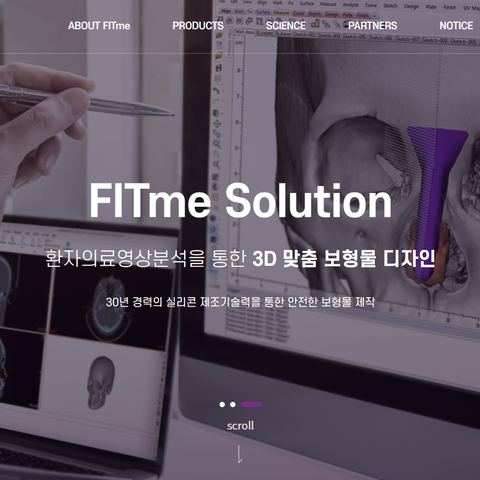 ABOUT FITme PRODUCTS SCIENCE PARTNERS NOTICE
FITme Solution
환자의료영상분석을 통한 3D 맞춤 보형물 디자인
30년 경력의 실리콘 제조기술력을 통한 안전한 보형물 제작
scroll